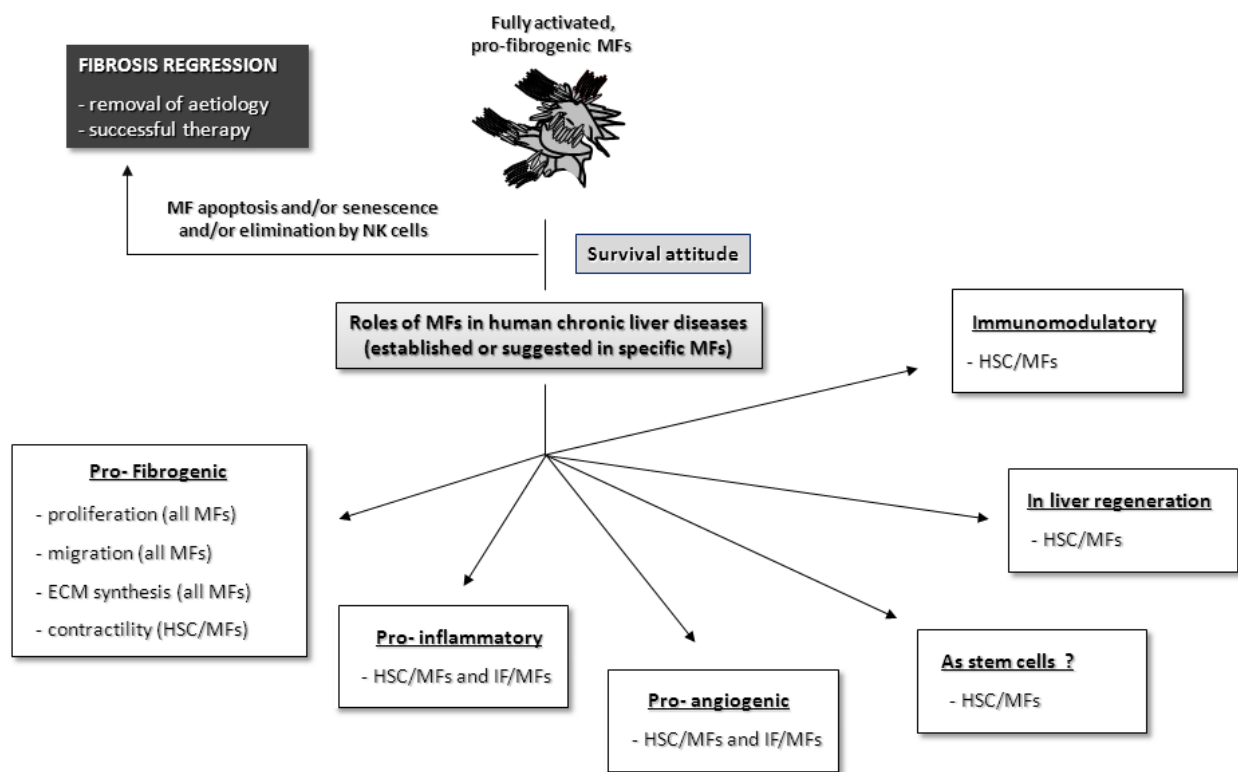 Fully activated,
pro-fibrogenic MFs
FIBROSIS REGRESSION
- removal of aetiology
- successful therapy
MF apoptosis and/or senescence
and/or elimination by NK cells
Survival attitude
Roles of MFs in human chronic liver diseases
(established or suggested in specific MFs)
Immunomodulatory
- HSC/MFs
Pro- Fibrogenic
- proliferation (all MFs)
- migration (all MFs)
- ECM synthesis (all MFs)
- contractility (HSC/MFs)
In liver regeneration
- HSC/MFs
Pro- inflammatory
- HSC/MFs and IF/MFs
As stem cells ?
- HSC/MFs
Pro- angiogenic
- HSC/MFs and IF/MFs